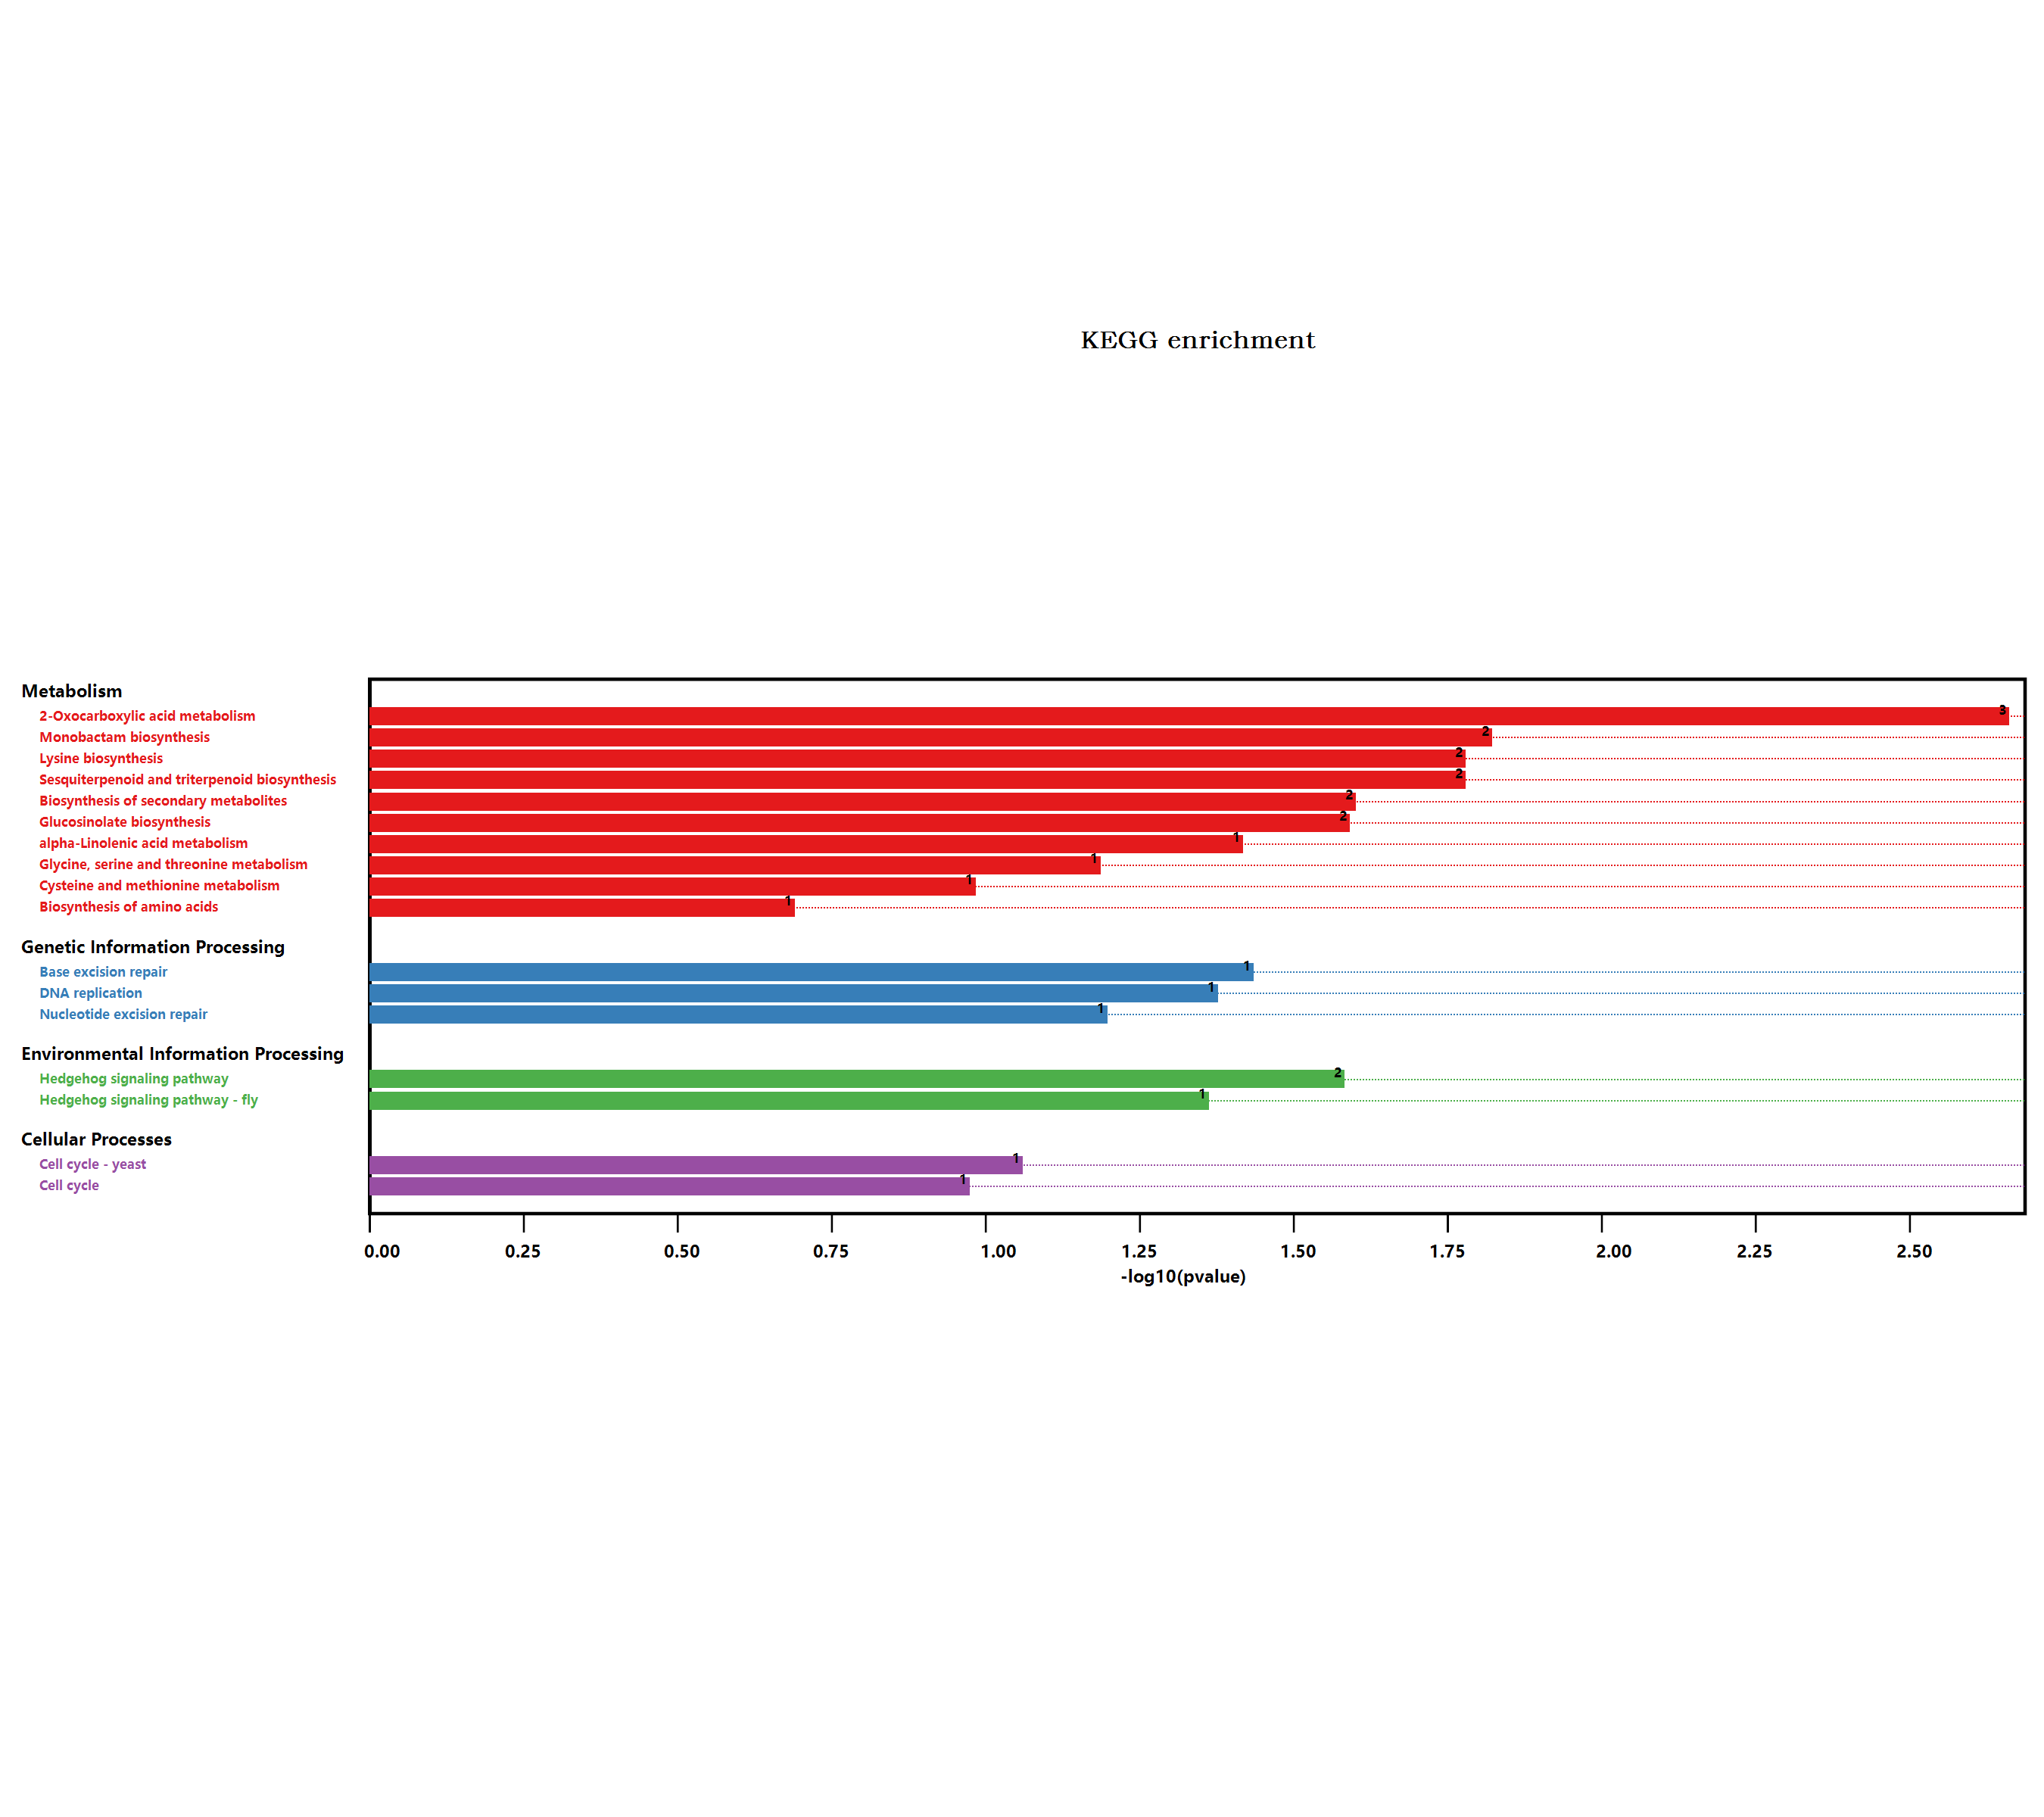 KEGG enrichment
Metabolism
2-Oxocarboxylic acid metabolism
3
Monobactam biosynthesis
2
Lysine biosynthesis
2
Sesquiterpenoid and triterpenoid biosynthesis
2
Biosynthesis of secondary metabolites
2
Glucosinolate biosynthesis
2
alpha-Linolenic acid metabolism
1
Glycine, serine and threonine metabolism
1
Cysteine and methionine metabolism
1
Biosynthesis of amino acids
1
Genetic Information Processing
Base excision repair
1
DNA replication
1
Nucleotide excision repair
1
Environmental Information Processing
Hedgehog signaling pathway
2
Hedgehog signaling pathway - fly
1
Cellular Processes
Cell cycle - yeast
1
Cell cycle
1
0.00 0.25 0.50 0.75 1.00 1.25 1.50 1.75 2.00 2.25 2.50
-log10(pvalue)